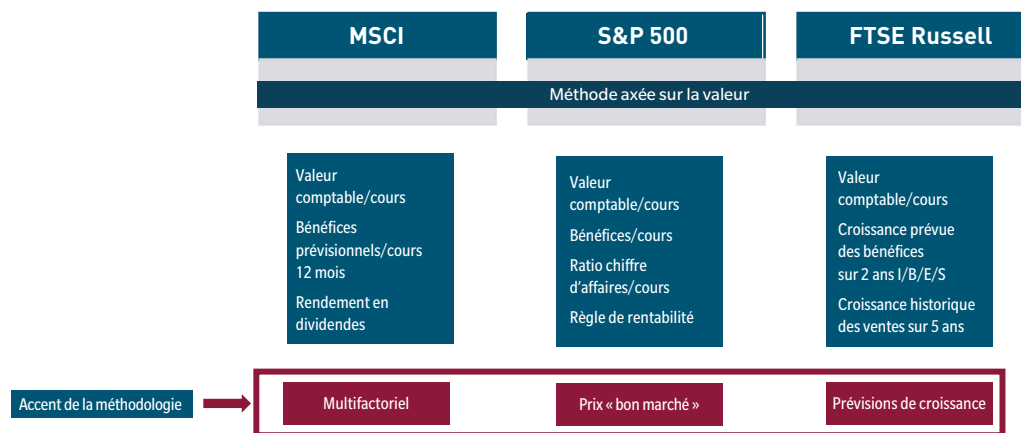 MSCI
S&P 500
FTSE Russell
Méthode axée sur la valeur
Valeur
comptable/cours
Bénéfices
prévisionnels/cours
12 mois
Rendement en
dividendes
Valeur
comptable/cours
Bénéfices/cours
Ratio chiffre
d'affaires/cours
Règle de rentabilité
Valeur
comptable/cours
Croissance prévue
des bénéfices
sur 2 ans I/B/E/S
Croissance historique
des ventes sur 5 ans
Accent de la méthodologie
Multifactoriel
Prix « bon marché »
Prévisions de croissance